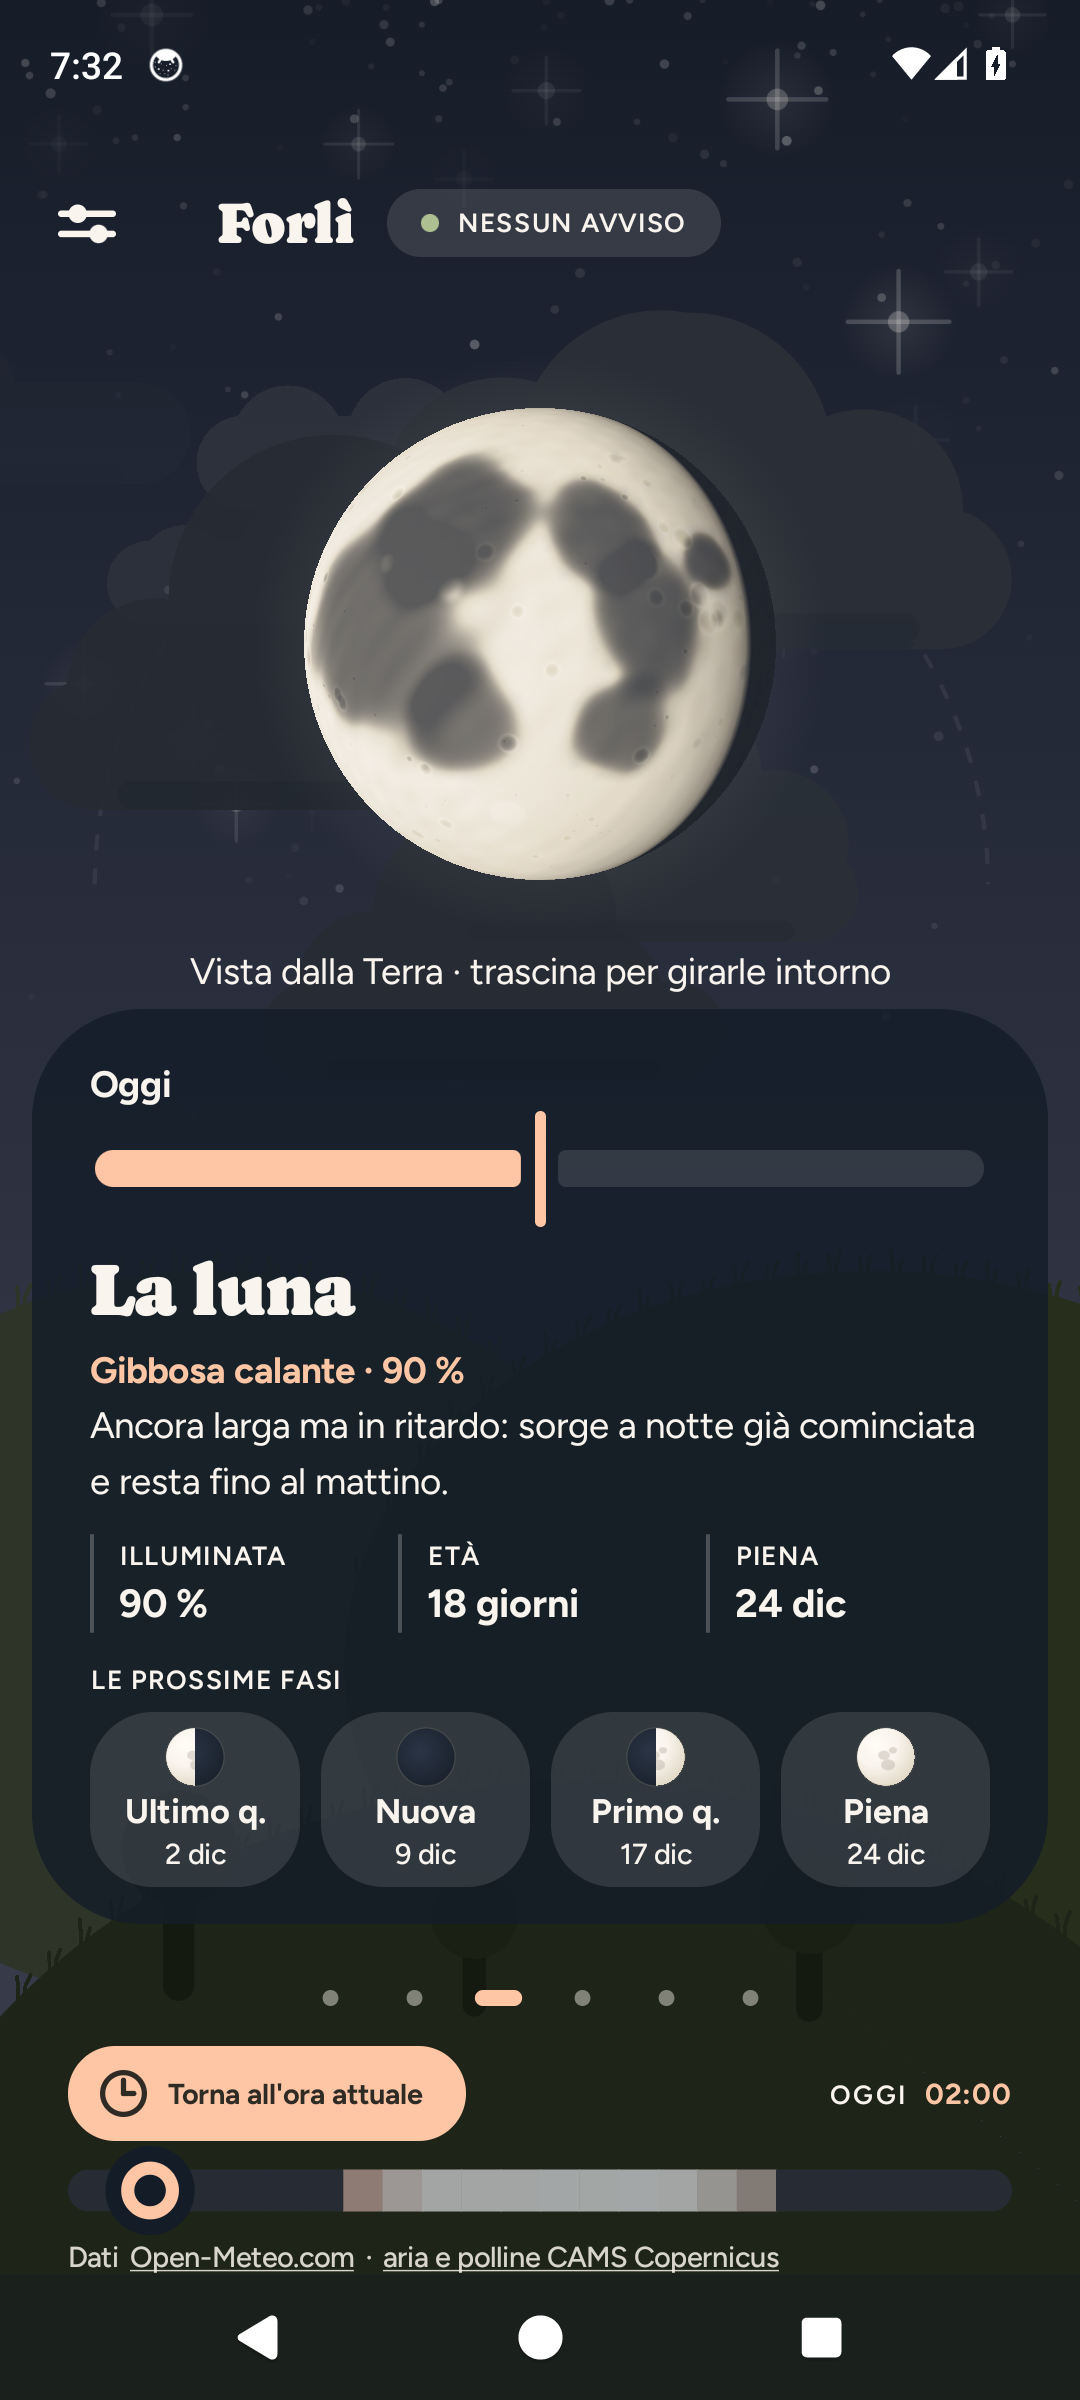 7:32
Forlì
NESSUN AVVISO
Vista dalla Terra · trascina per girarle intorno
Oggi
La luna
Gibbosa calante · 90 %
Ancora larga ma in ritardo: sorge a notte già cominciata
e resta fino al mattino.
ILLUMINATA ETÀ PIENA
90 % 18 giorni 24 dic
LE PROSSIME FASI
Ultimo q. Nuova Primo q. Piena
2 dic 9 dic 17 dic 24 dic
Torna all'ora attuale OGGI 02:00
Dati Open-Meteo.com · aria e polline CAMS Copernicus